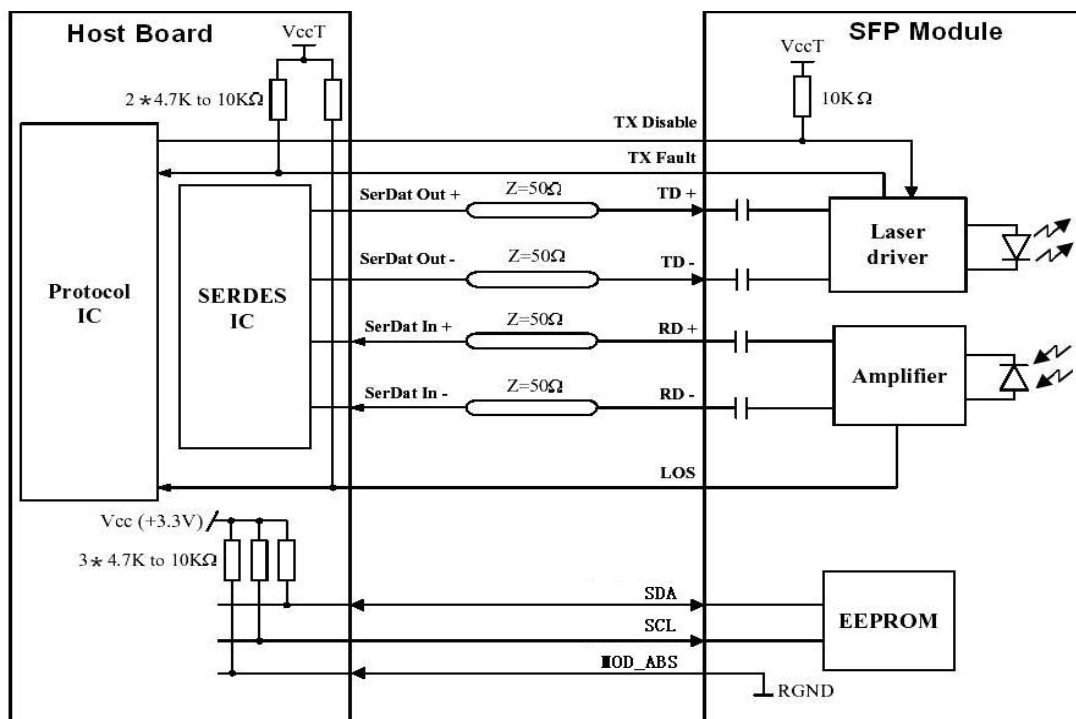 Host Board
SFP Module
VccT
VccT
2*4.7K to 10KΩ
10KΩ
TX Disable
TX Fault
SerDat Out +
Z=50Ω
TD +
SerDat Out -
Z=50Ω
TD -
Laser
driver
Protocol
IC
SERDES
IC
SerDat In +
Z=50Ω
RD +
SerDat In -
Z=50Ω
RD -
Amplifier
LOS
Vcc (+3.3V)
3*4.7K to 10KΩ
SDA
SCL
MOD_ABS
EEPROM
RGND